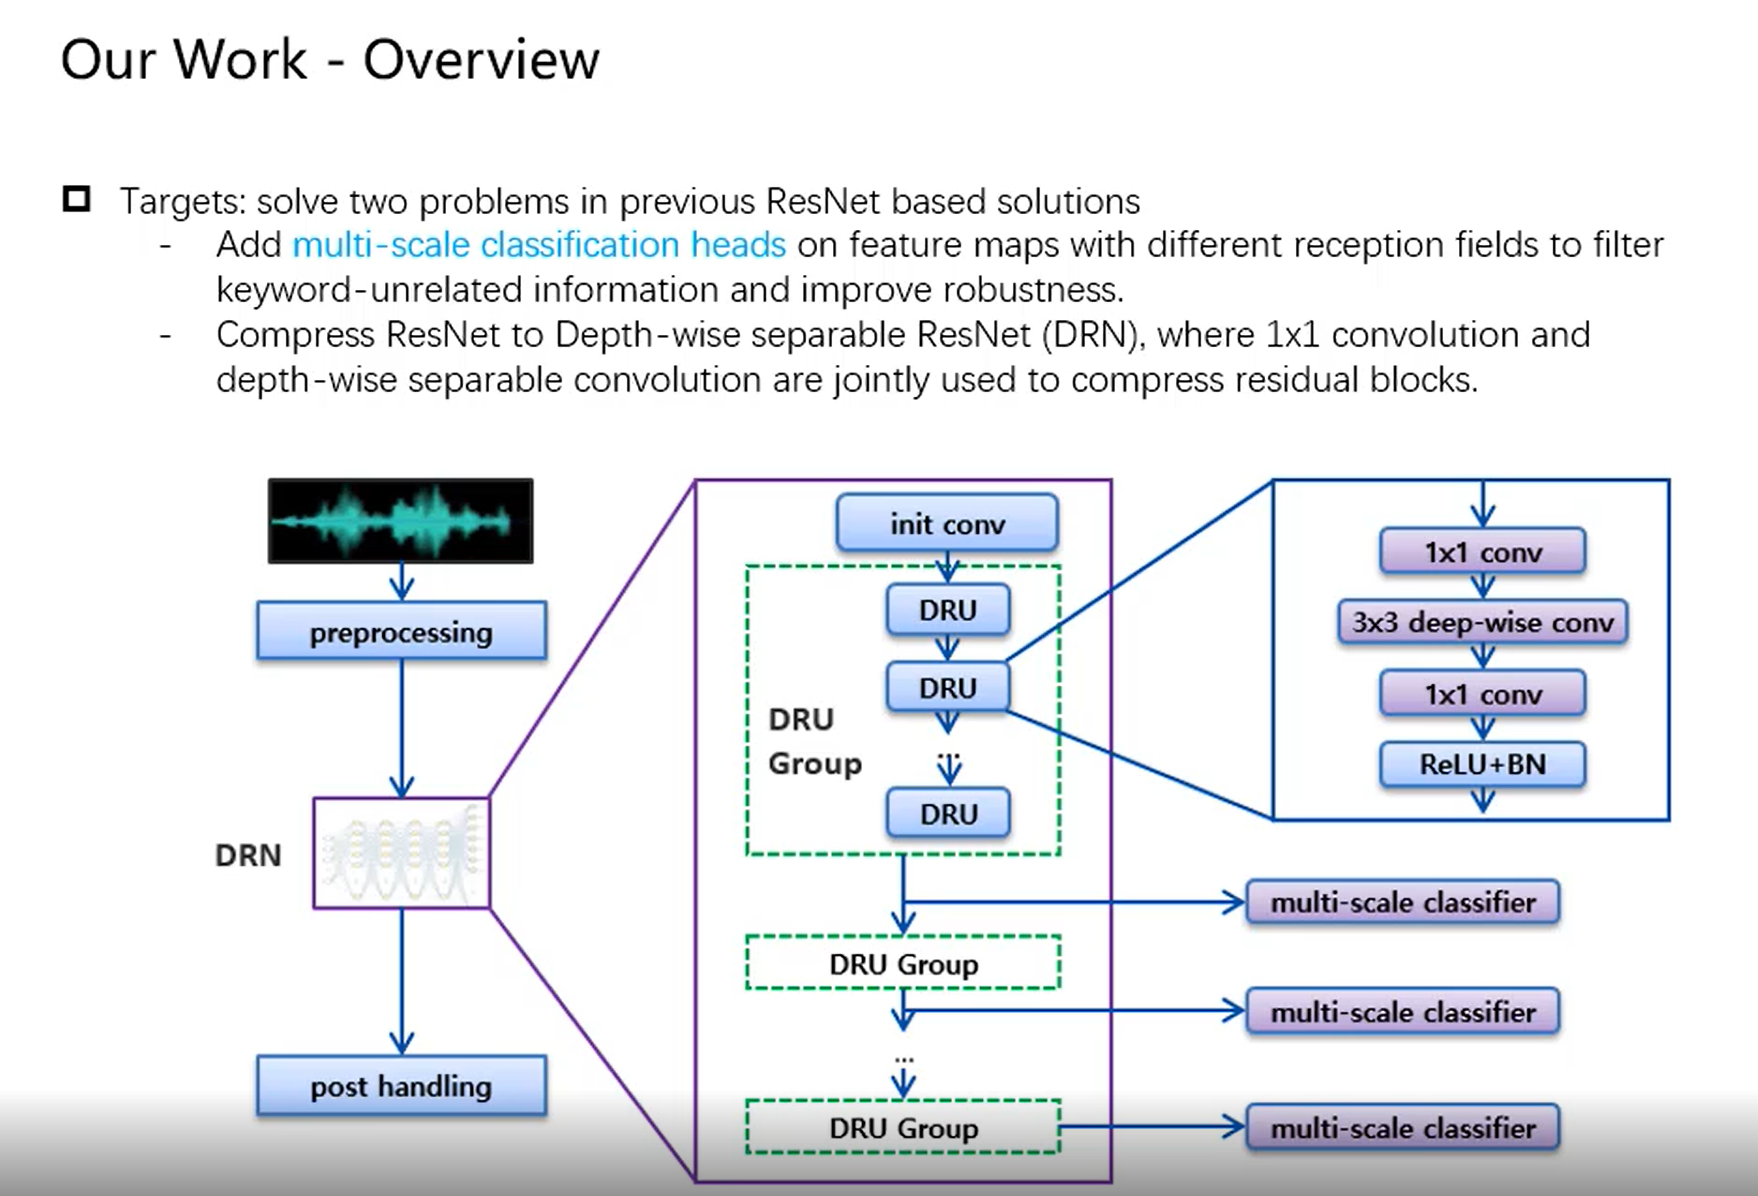 Our Work - Overview
Targets: solve two problems in previous ResNet based solutions
- Add multi-scale classification heads on feature maps with different reception fields to filter
keyword-unrelated information and improve robustness.
- Compress ResNet to Depth-wise separable ResNet (DRN), where 1x1 convolution and
depth-wise separable convolution are jointly used to compress residual blocks.
preprocessing
DRN
post handling
init conv
DRU
DRU
DRU
Group
...
DRU
DRU Group
...
DRU Group
1x1 conv
3x3 deep-wise conv
1x1 conv
ReLU+BN
multi-scale classifier
multi-scale classifier
multi-scale classifier